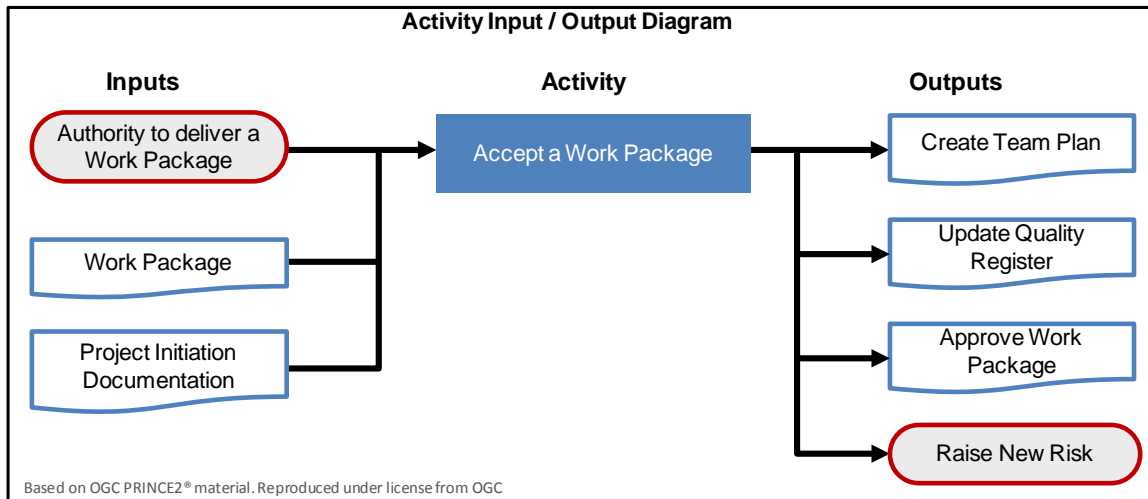 Activity Input / Output Diagram
Inputs
Activity
Outputs
Authority to deliver a
Work Package
Accept a Work Package
Create Team Plan
Work Package
Update Quality
Register
Project Initiation
Documentation
Approve Work
Package
Raise New Risk
Based on OGC PRINCE2® material. Reproduced under license from OGC